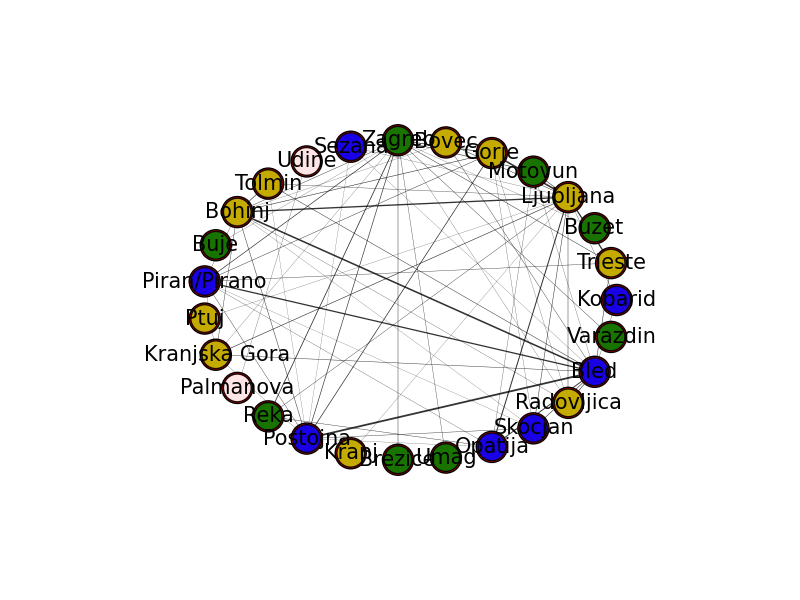 Zagreb
Bovec
Sezana
Gorje
Udine
Motovun
Tolmin
Ljubljana
Bohinj
Buzet
Buje
Trieste
Piran/Pirano
Kobarid
Ptuj
Varazdin
Kranjska Gora
Bled
Palmanova
Radovljica
Reka
Skocjan
Postojna
Opatija
Kranj
Umag
Brezice